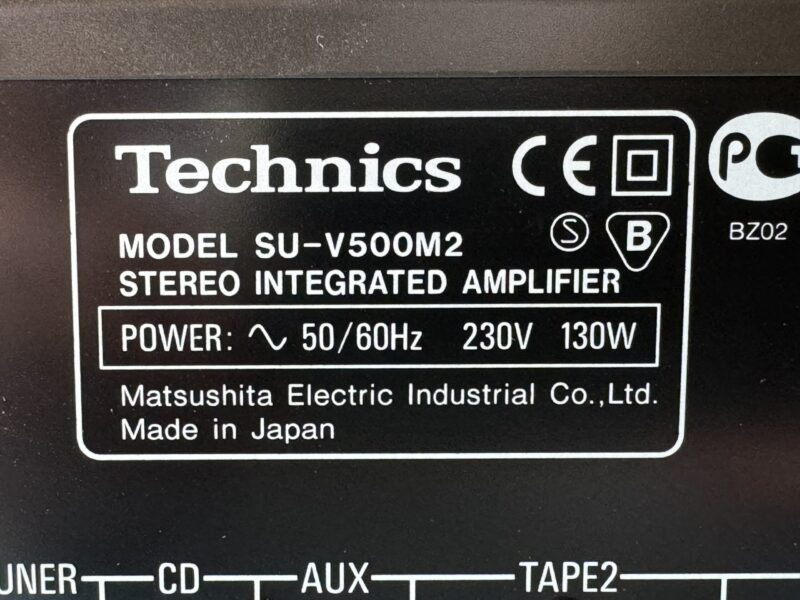 Technics CE
MODEL SU-V500M2 S B
STEREO INTEGRATED AMPLIFIER
POWER: ∿ 50/60Hz 230V 130W
Matsushita Electric Industrial Co.,Ltd.
Made in Japan
BZ02
CD AUX TAPE2